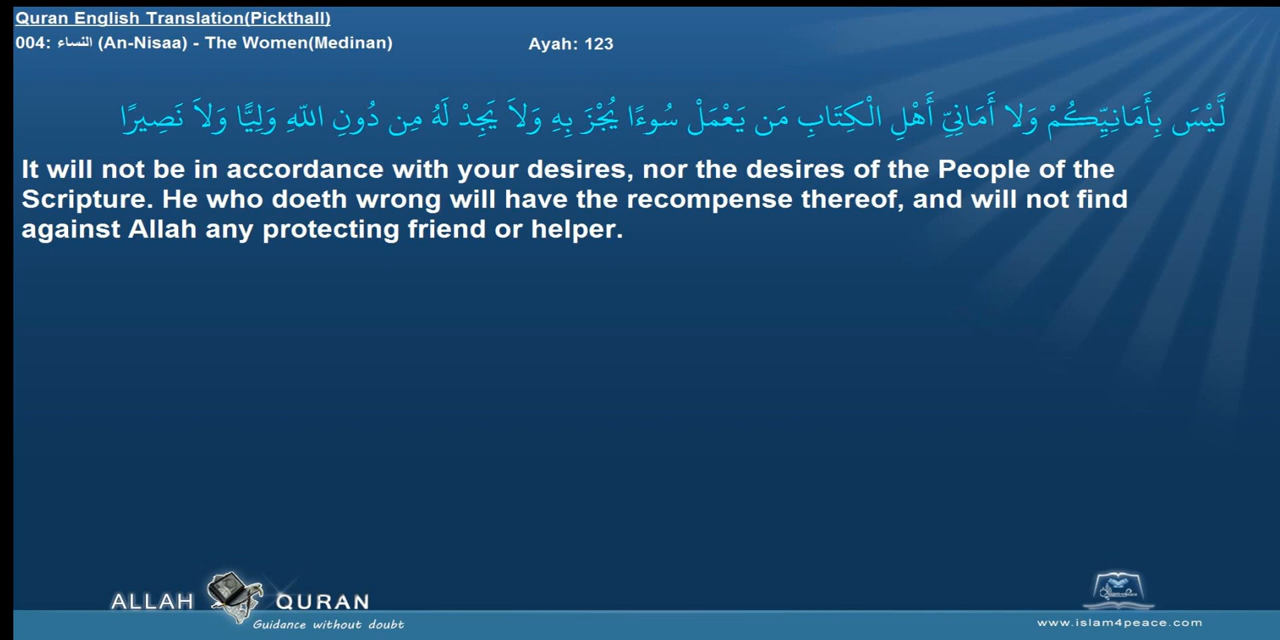 Quran English Translation(Pickthall)
004: النساء (An-Nisaa) - The Women(Medinan) Ayah: 123
لَّيْسَ بِأَمَانِيِّكُمْ وَلا أَمَانِيِّ أَهْلِ الْكِتَابِ مَن يَعْمَلْ سُوءًا يُجْزَ بِهِ وَلاَ يَجِدْ لَهُ مِن دُونِ اللّهِ وَلِيًّا وَلاَ نَصِيرًا
It will not be in accordance with your desires, nor the desires of the People of the
Scripture. He who doeth wrong will have the recompense thereof, and will not find
against Allah any protecting friend or helper.
ALLAH QURAN
Guidance without doubt
www.islam4peace.com